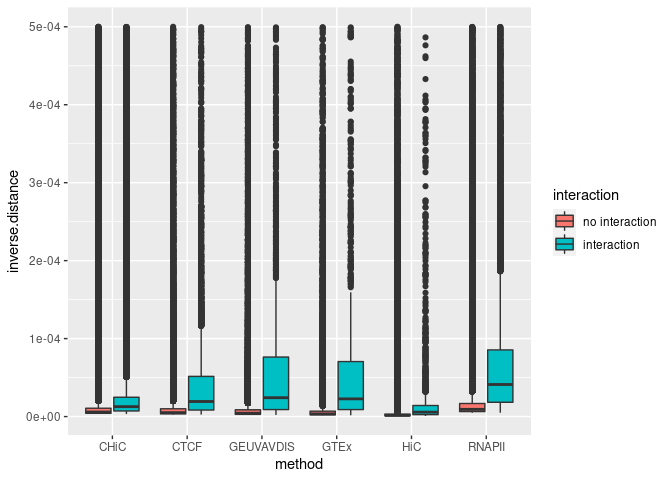 5e-04
4e-04
3e-04
2e-04
1e-04
0e+00
inverse.distance
CHiC
CTCF
GEUVAVDIS
GTEx
HiC
RNAPII
method
interaction
no interaction
interaction